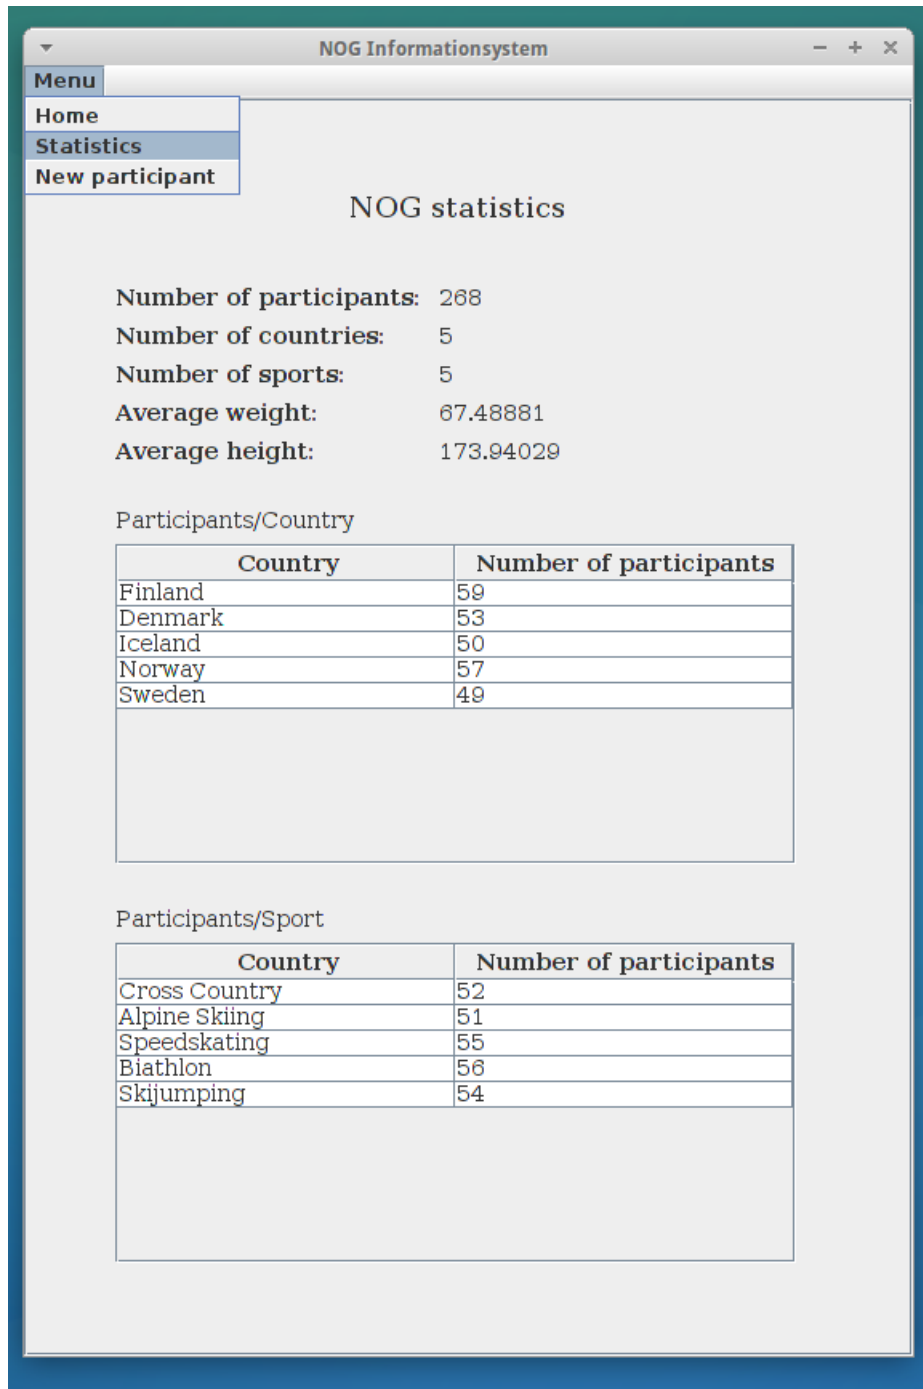 NOG Informationsystem
Menu
Home
Statistics
New participant
NOG statistics
Number of participants: 268
Number of countries: 5
Number of sports: 5
Average weight: 67.48881
Average height: 173.94029
Participants/Country
Country Number of participants
Finland 59
Denmark 53
Iceland 50
Norway 57
Sweden 49
Participants/Sport
Country Number of participants
Cross Country 52
Alpine Skiing 51
Speedskating 55
Biathlon 56
Skijumping 54